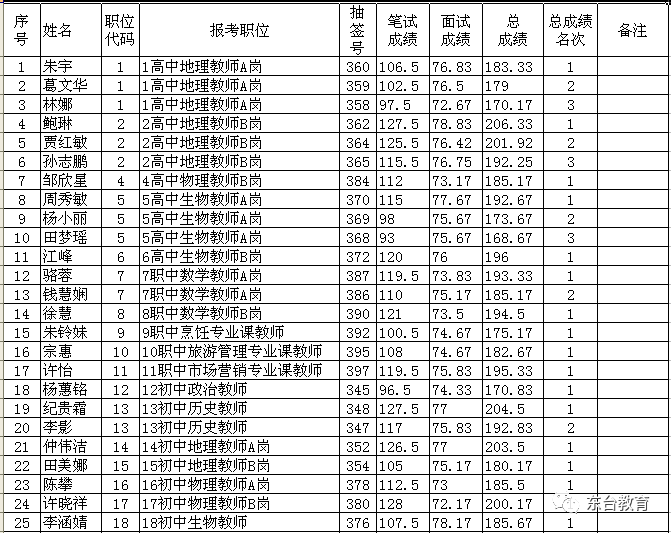 序号 姓名 职位代码 报考职位 抽签号 笔试成绩 面试成绩 总成绩 总成绩名次 备注
1 朱宇 1 1高中地理教师A岗 360 106.5 76.83 183.33 1
2 葛文华 1 1高中地理教师A岗 359 102.5 76.5 179 2
3 林娜 1 1高中地理教师A岗 358 97.5 72.67 170.17 3
4 鲍琳 2 2高中地理教师B岗 362 127.5 78.83 206.33 1
5 贾红敏 2 2高中地理教师B岗 364 125.5 76.42 201.92 2
6 孙志鹏 2 2高中地理教师B岗 365 115.5 76.75 192.25 3
7 邹欣星 4 4高中物理教师B岗 384 112 73.17 185.17 1
8 周秀敏 5 5高中生物教师A岗 370 115 77.67 192.67 1
9 杨小丽 5 5高中生物教师A岗 369 98 75.67 173.67 2
10 田梦瑶 5 5高中生物教师A岗 368 93 75.67 168.67 3
11 江峰 6 6高中生物教师B岗 372 120 76 196 1
12 骆蓉 7 7职中数学教师A岗 387 119.5 73.83 193.33 1
13 钱慧娴 7 7职中数学教师A岗 386 110 75.17 185.17 2
14 徐慧 8 8职中数学教师B岗 390 121 73.5 194.5 1
15 朱铃妹 9 9职中烹饪专业课教师 392 100.5 74.67 175.17 1
16 宗惠 10 10职中旅游管理专业课教师 395 108 74.67 182.67 1
17 许怡 11 11职中市场营销专业课教师 397 119.5 75.83 195.33 1
18 杨蕙铭 12 12初中政治教师 345 96.5 74.33 170.83 1
19 纪贵霜 13 13初中历史教师 348 127.5 77 204.5 1
20 李影 13 13初中历史教师 347 117 75.83 192.83 2
21 仲伟洁 14 14初中地理教师A岗 352 126.5 77 203.5 1
22 田美娜 15 15初中地理教师B岗 354 105 75.17 180.17 1
23 陈攀 16 16初中物理教师A岗 378 112.5 73 185.5 1
24 许晓祥 17 17初中物理教师B岗 380 128 72.17 200.17 1
25 李涵婧 18 18初中生物教师 376 107.5 78.17 185.67 1
东台教育